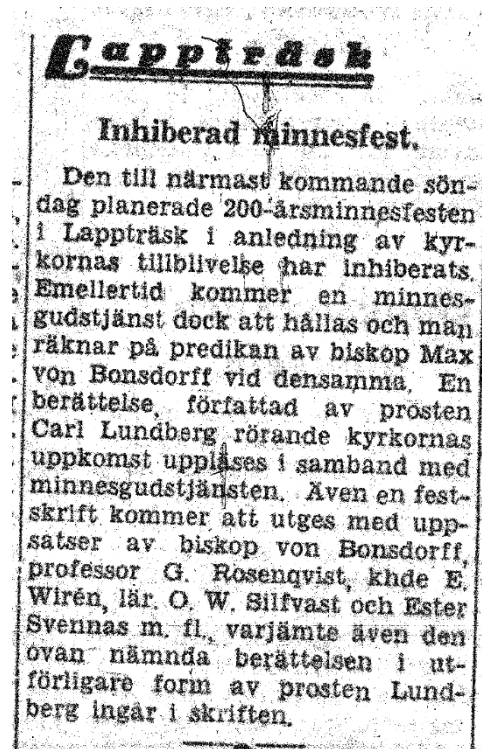 Lappträsk
Inhiberad minnesfest.
Den till närmast kommande sön-
dag planerade 200-årsminnesfesten
i Lappträsk i anledning av kyr-
kornas tillblivelse har inhiberats.
Emellertid kommer en minnes-
gudstjänst dock att hållas och man
räknar på predikan av biskop Max
von Bonsdorff vid densamma. En
berättelse, författad av prosten
Carl Lundberg rörande kyrkornas
uppkomst uppläses i samband med
minnesgudstjänsten. Även en fest-
skrift kommer att utges med upp-
satser av biskop von Bonsdorff,
professor G. Rosenqvist, khde E.
Wirén, lär. O. W. Silfvast och Ester
Svennas m. fl., varjämte även den
ovan nämnda berättelsen i ut-
förligare form av prosten Lund-
berg ingår i skriften.